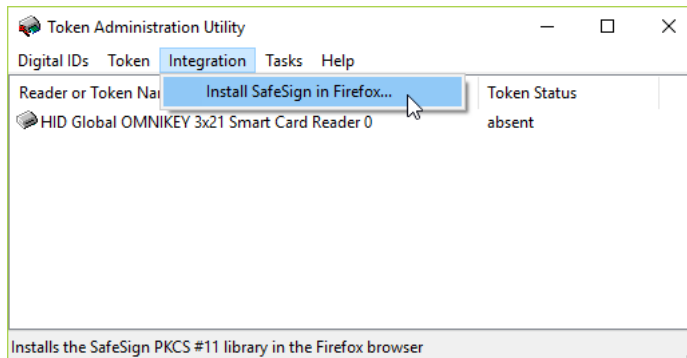 Token Administration Utility
Digital IDs Token Integration Tasks Help
Install SafeSign in Firefox...
Reader or Token Token Status
HID Global OMNIKEY 3x21 Smart Card Reader 0 absent
Installs the SafeSign PKCS #11 library in the Firefox browser